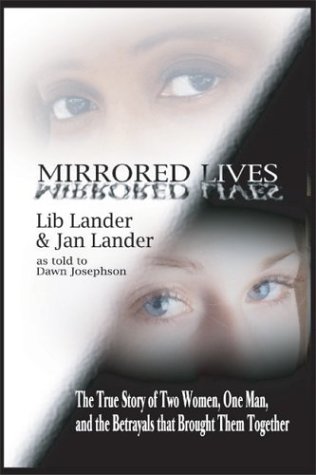 MIRRORED LIVES
MIRRORED LIVES
Lib Lander
& Jan Lander
as told to
Dawn Josephson
The True Story of Two Women, One Man,
and the Betrayals that Brought Them Together